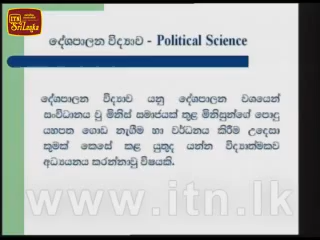 itn
Sri Lanka
දේශපාලන විද්‍යාව - Political Science
දේශපාලන විද්‍යාව යනු දේශපාලන වශයෙන්
සංවිධානය වු මිනිස් සමාජයක් තුළ මිනිසුන්ගේ පොදු
යහපත ගොඩ නැගීම හා වර්ධනය කිරීම උදෙසා
කුමක් කෙසේ කළ යුතුද යන්න විද්‍යාත්මකව
අධ්‍යයනය කරන්නාවු විෂයකි.
www.itn.lk